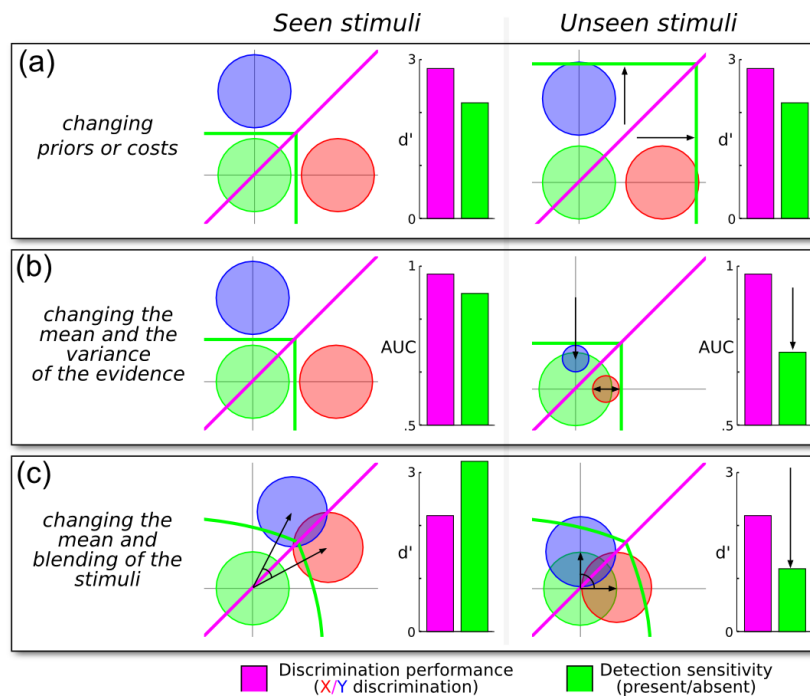 Seen stimuli
Unseen stimuli
(a)
changing
priors or costs
3
d'
0
3
d'
0
(b)
changing the
mean and the
variance
of the evidence
1
AUC
.5
1
AUC
.5
(c)
changing the
mean and
blending of the
stimuli
3
d'
0
3
d'
0
Discrimination performance
(X/Y discrimination)
Detection sensitivity
(present/absent)